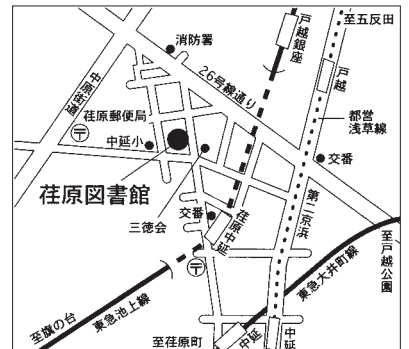 至五反田
戸越銀座
消防署
戸越
26号線通り
中原街道
都営
浅草線
荏原郵便局
〒
中延小
交番
荏原図書館
三徳会
第二京浜
交番
荏原中延
至戸越公園
〒
東急大井町線
東急池上線
至旗の台
至荏原町
中延
中延